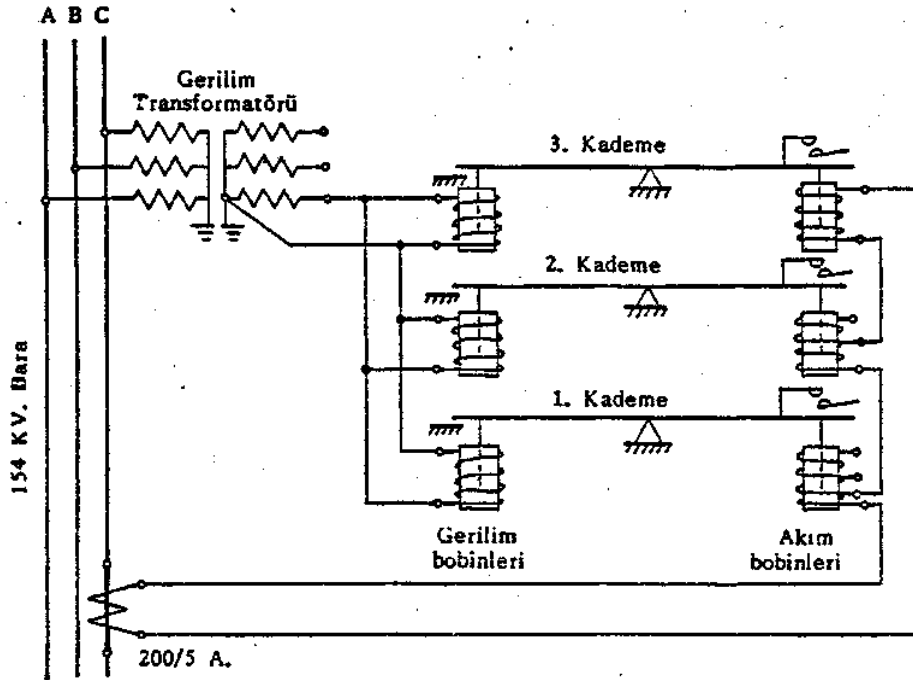 A B C
Gerilim
Transformatörü
3. Kademe
2. Kademe
1. Kademe
154 KV. Bara
Gerilim
bobinleri
Akım
bobinleri
200/5 A.